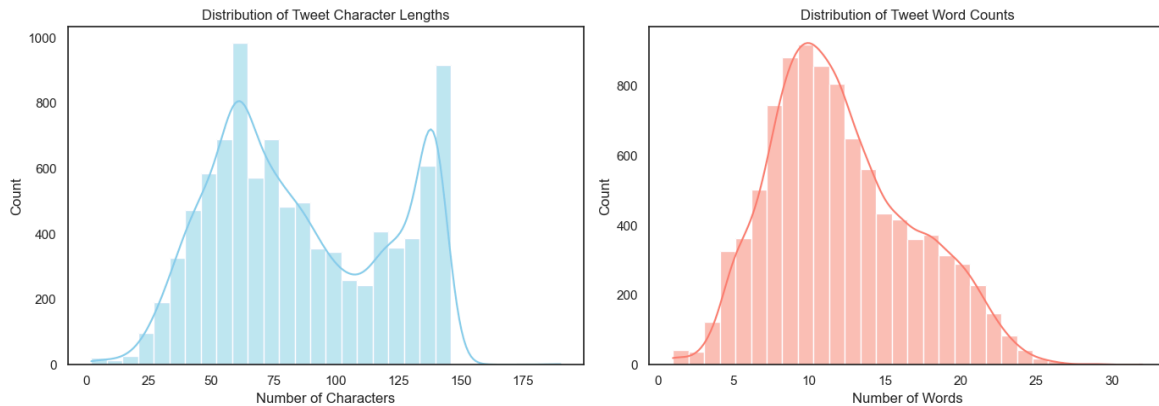 Distribution of Tweet Character Lengths
1000
800
600
400
200
0
Count
0 25 50 75 100 125 150 175
Number of Characters
Distribution of Tweet Word Counts
800
600
400
200
0
Count
0 5 10 15 20 25 30
Number of Words